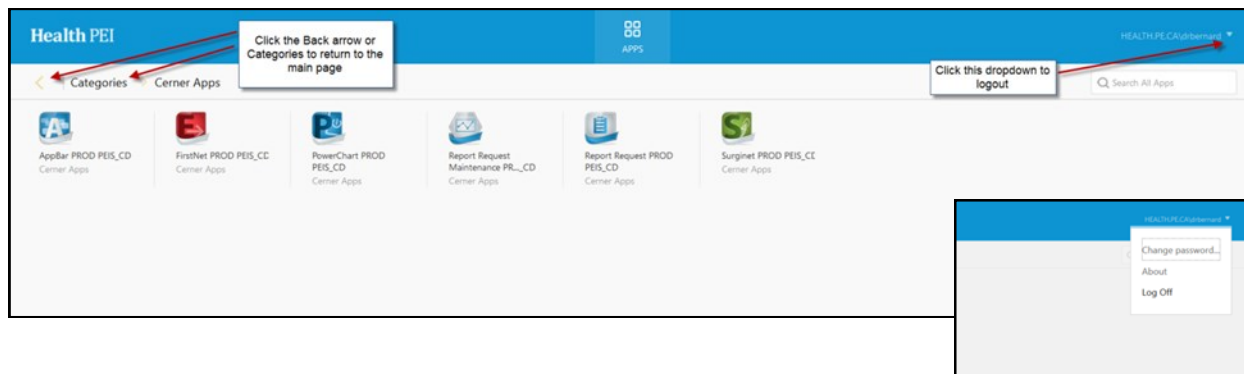 Health PEI
Click the Back arrow or
Categories to return to the
main page
APPS
HEALTH.PE.CA\drbernard
Click this dropdown to
logout
Categories
Cerner Apps
Search All Apps
AppBar PROD PEIS_CD
Cerner Apps
FirstNet PROD PEIS_CD
Cerner Apps
PowerChart PROD
PEIS_CD
Cerner Apps
Report Request
Maintenance PR..._CD
Cerner Apps
Report Request PROD
PEIS_CD
Cerner Apps
Surginet PROD PEIS_CD
Cerner Apps
HEALTH.PE.CA\drbernard
Change password...
About
Log Off